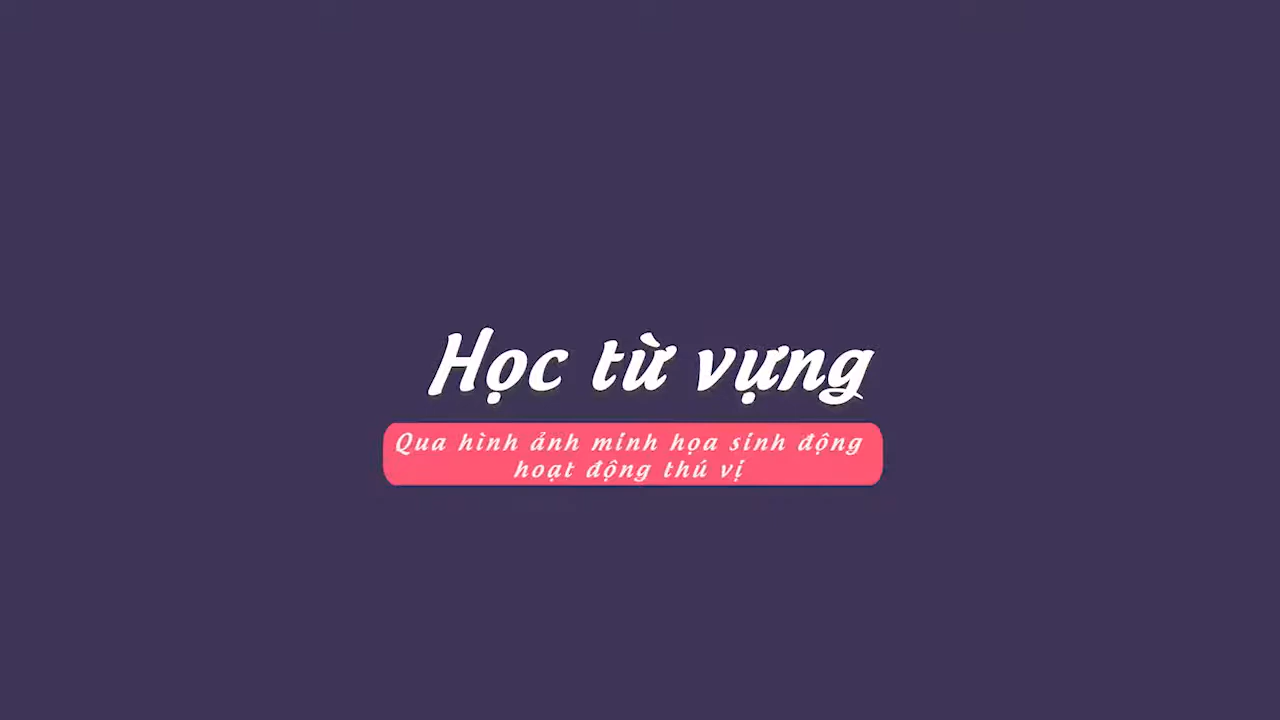 Học từ vựng
Qua hình ảnh minh họa sinh động
hoạt động thú vị